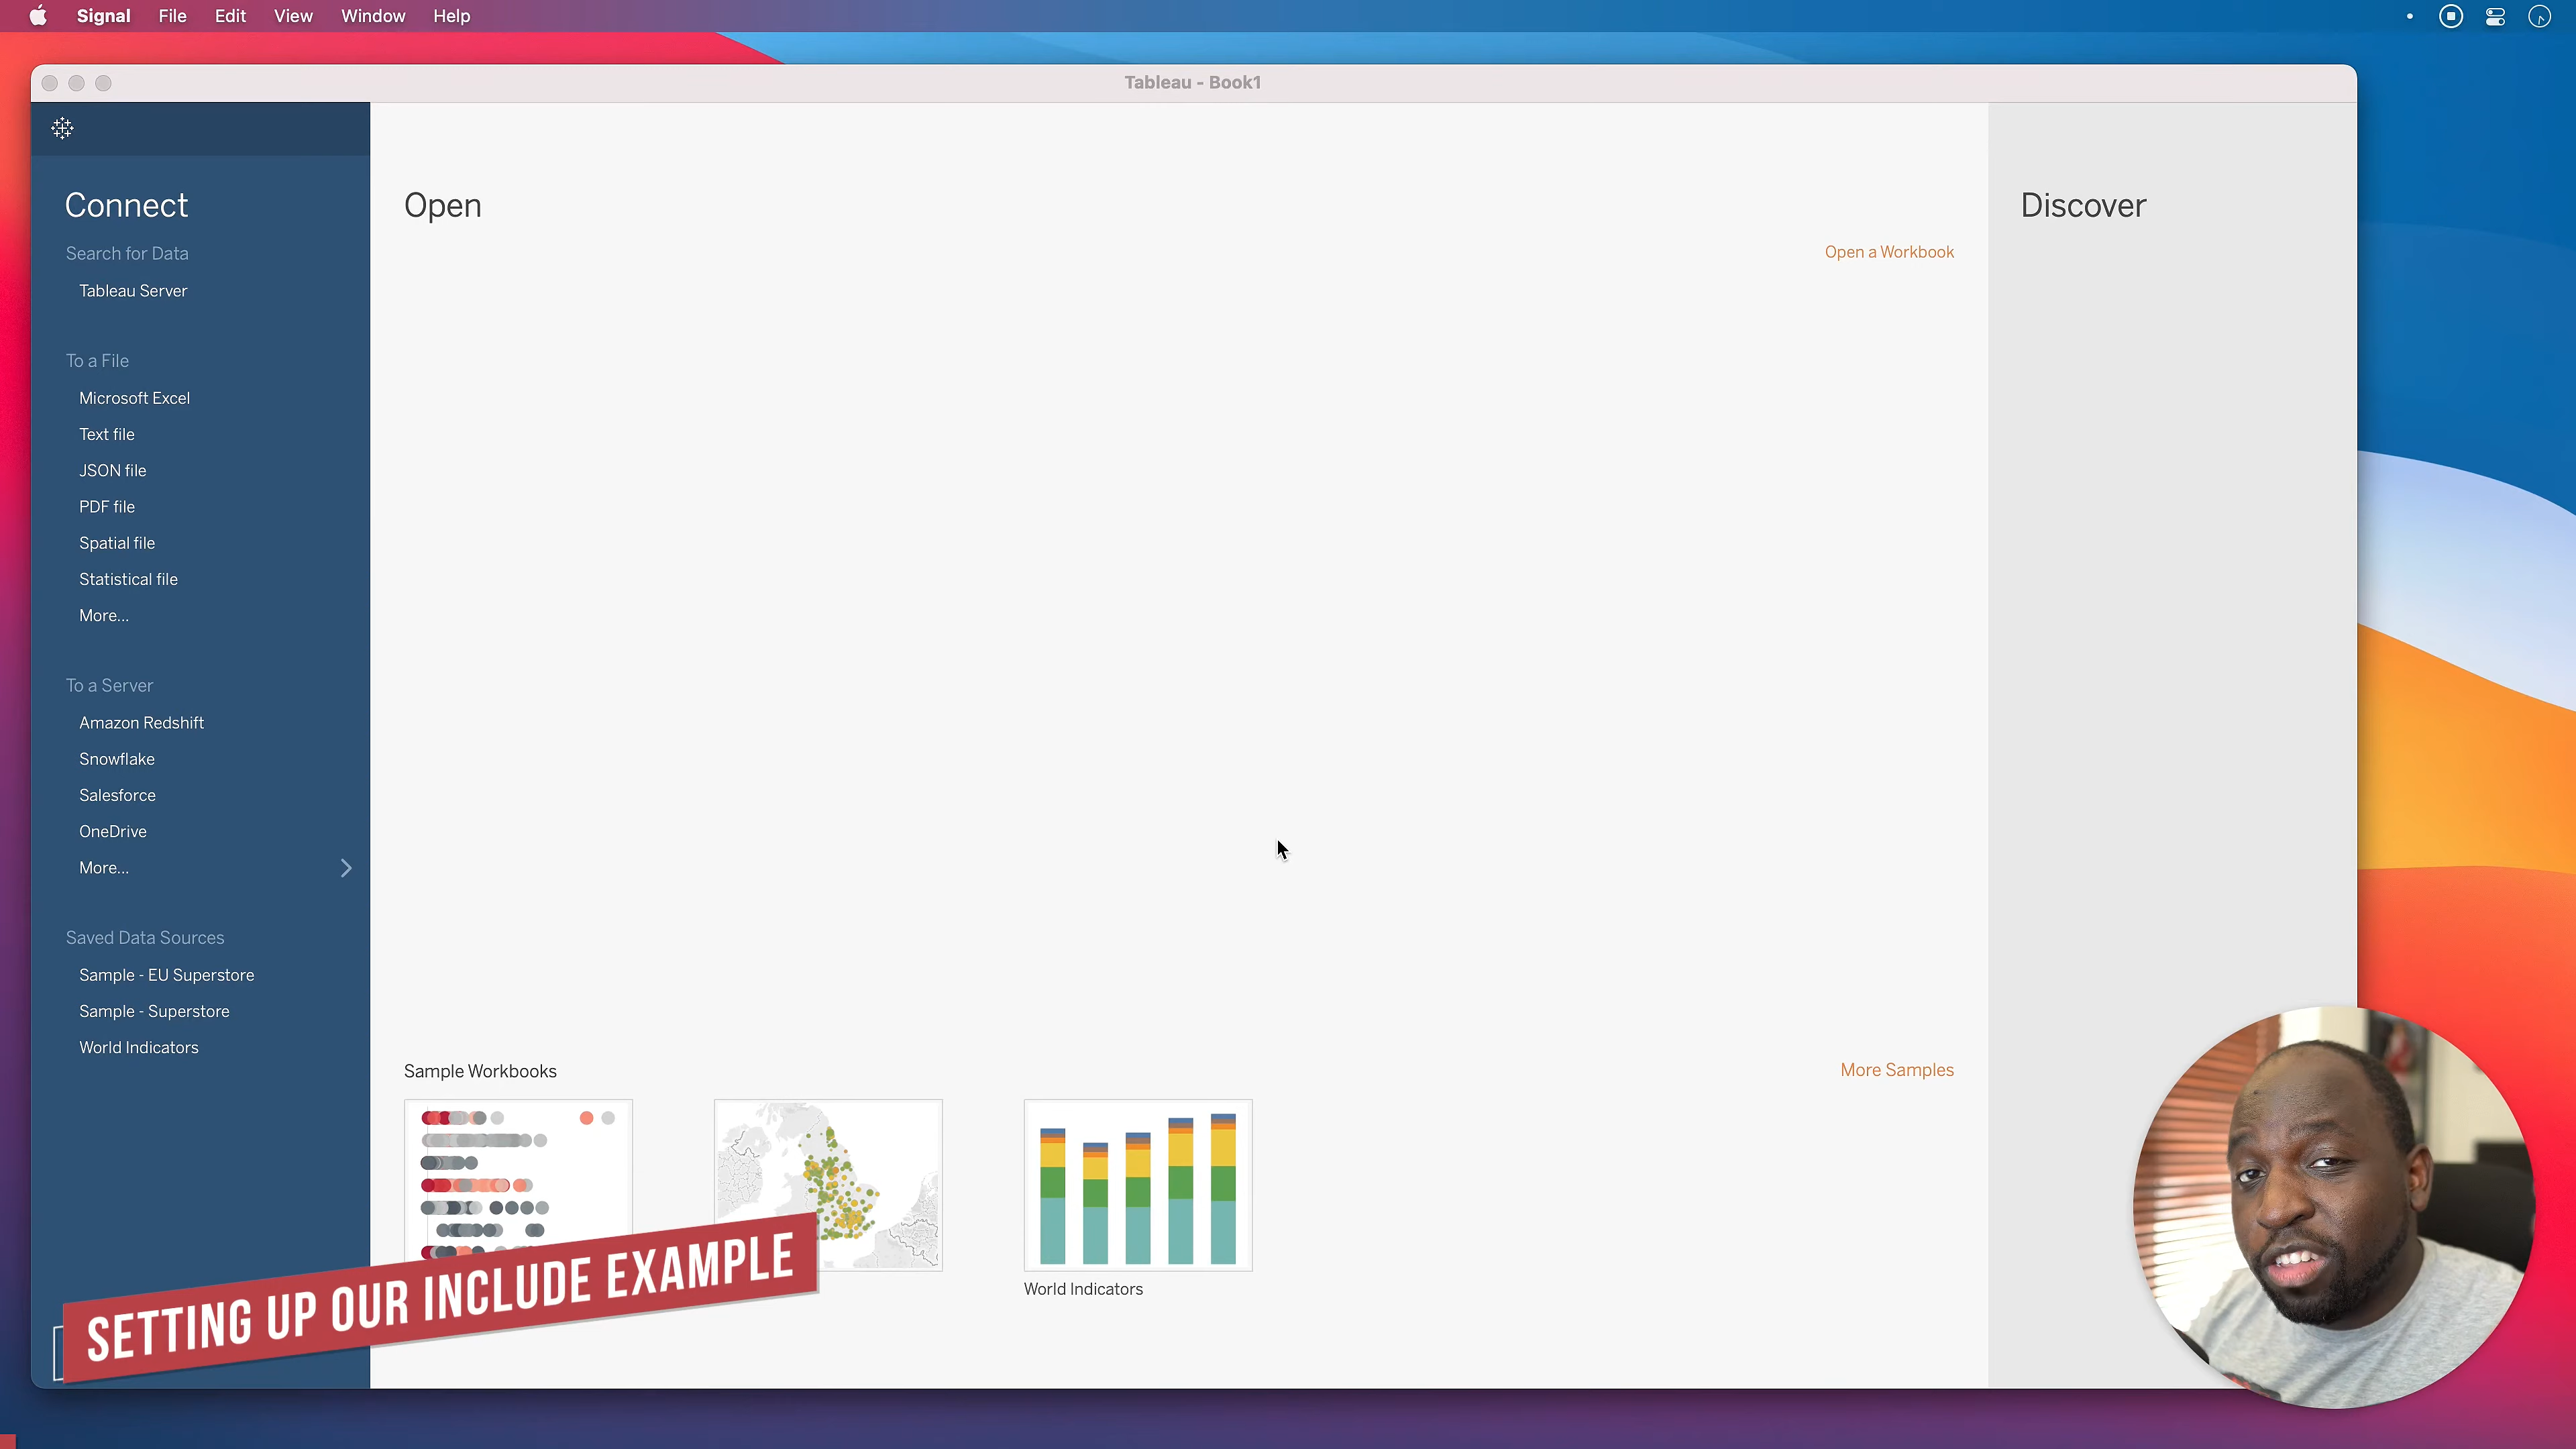 Signal File Edit View Window Help
Tableau - Book1
Connect
Search for Data
Tableau Server
To a File
Microsoft Excel
Text file
JSON file
PDF file
Spatial file
Statistical file
More...
To a Server
Amazon Redshift
Snowflake
Salesforce
OneDrive
More...
Saved Data Sources
Sample - EU Superstore
Sample - Superstore
World Indicators
Open
Open a Workbook
Sample Workbooks
More Samples
World Indicators
Discover
SETTING UP OUR INCLUDE EXAMPLE